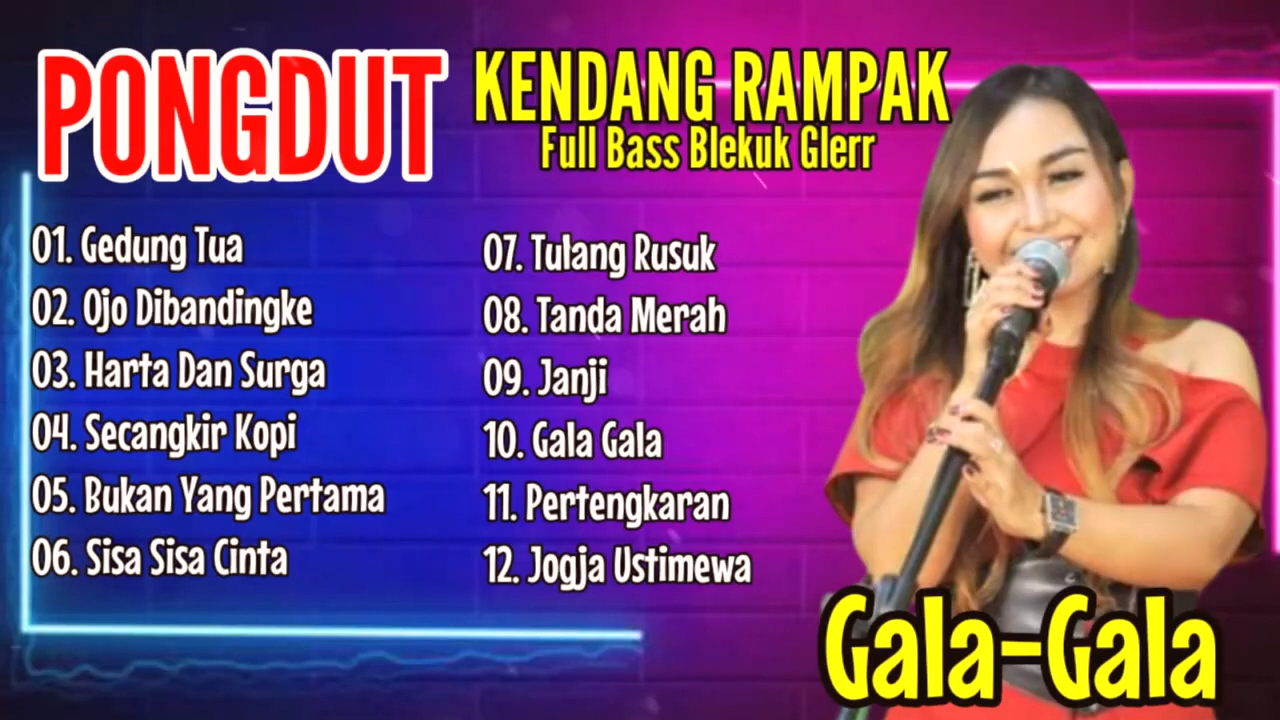 PONGDUT
KENDANG RAMPAK
Full Bass Blekuk Glerr
01. Gedung Tua
02. Ojo Dibandingke
03. Harta Dan Surga
04. Secangkir Kopi
05. Bukan Yang Pertama
06. Sisa Sisa Cinta
07. Tulang Rusuk
08. Tanda Merah
09. Janji
10. Gala Gala
11. Pertengkaran
12. Jogja Ustimewa
Gala-Gala